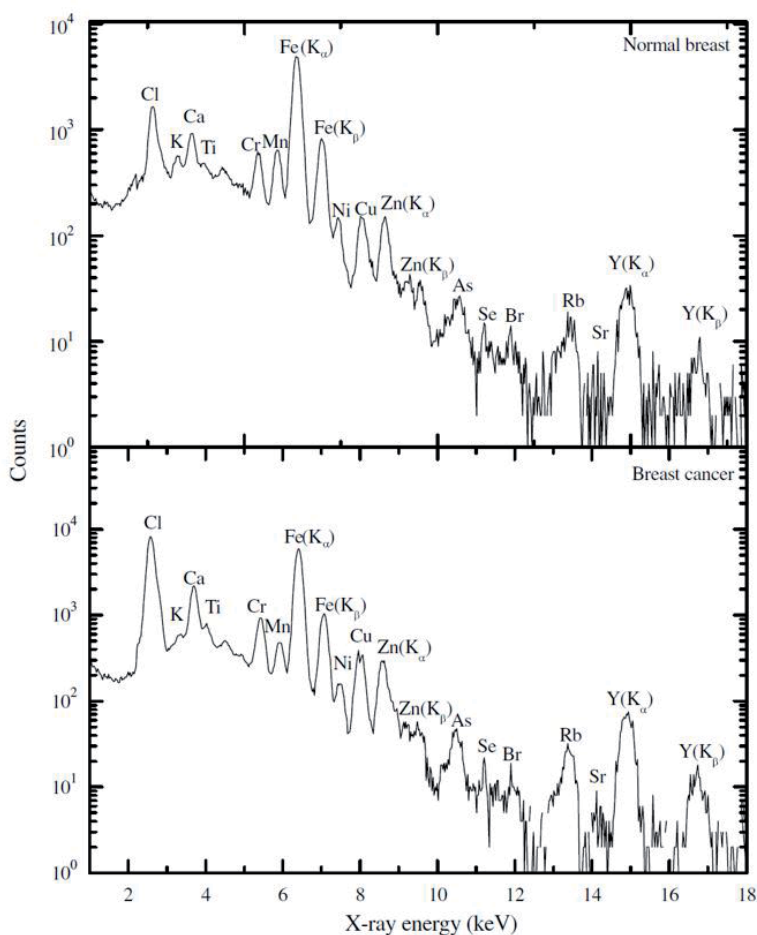 10⁴
10³
10²
10¹
10⁰
Normal breast
Cl
K
Ca
Ti
Cr
Mn
Fe(Kα)
Fe(Kβ)
Ni
Cu
Zn(Kα)
Zn(Kβ)
As
Se
Br
Rb
Sr
Y(Kα)
Y(Kβ)
Counts
10⁴
10³
10²
10¹
10⁰
Breast cancer
Cl
K
Ca
Ti
Cr
Mn
Fe(Kα)
Fe(Kβ)
Ni
Cu
Zn(Kα)
Zn(Kβ)
As
Se
Br
Rb
Sr
Y(Kα)
Y(Kβ)
2 4 6 8 10 12 14 16 18
X-ray energy (keV)